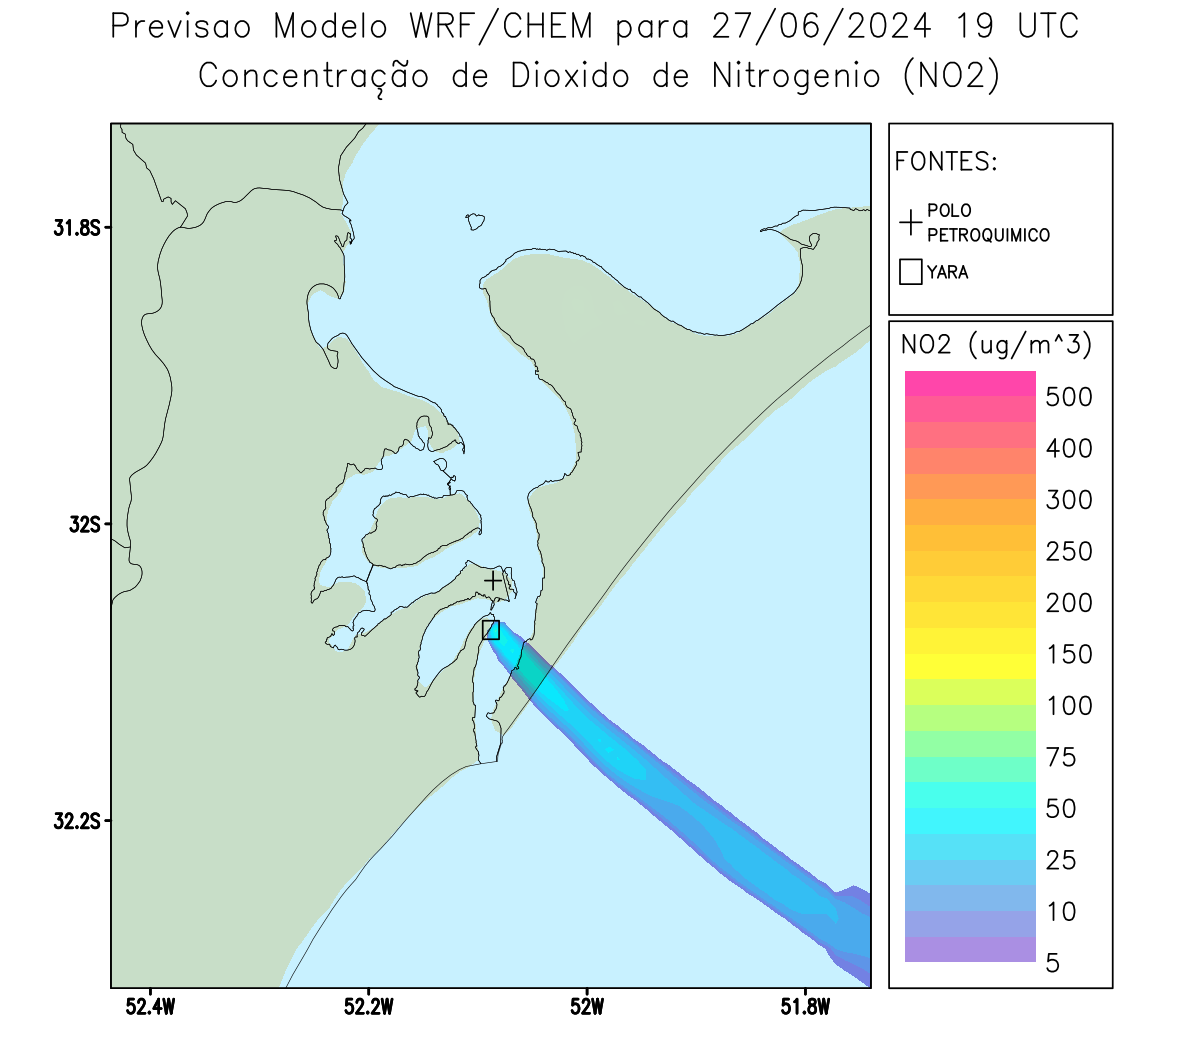 Previsao Modelo WRF/CHEM para 27/06/2024 19 UTC
Concentração de Dioxido de Nitrogenio (NO2)
FONTES:
POLO
PETROQUIMICO
YARA
NO2 (ug/m^3)
500
400
300
250
200
150
100
75
50
25
10
5
31.8S
32S
32.2S
52.4W
52.2W
52W
51.8W